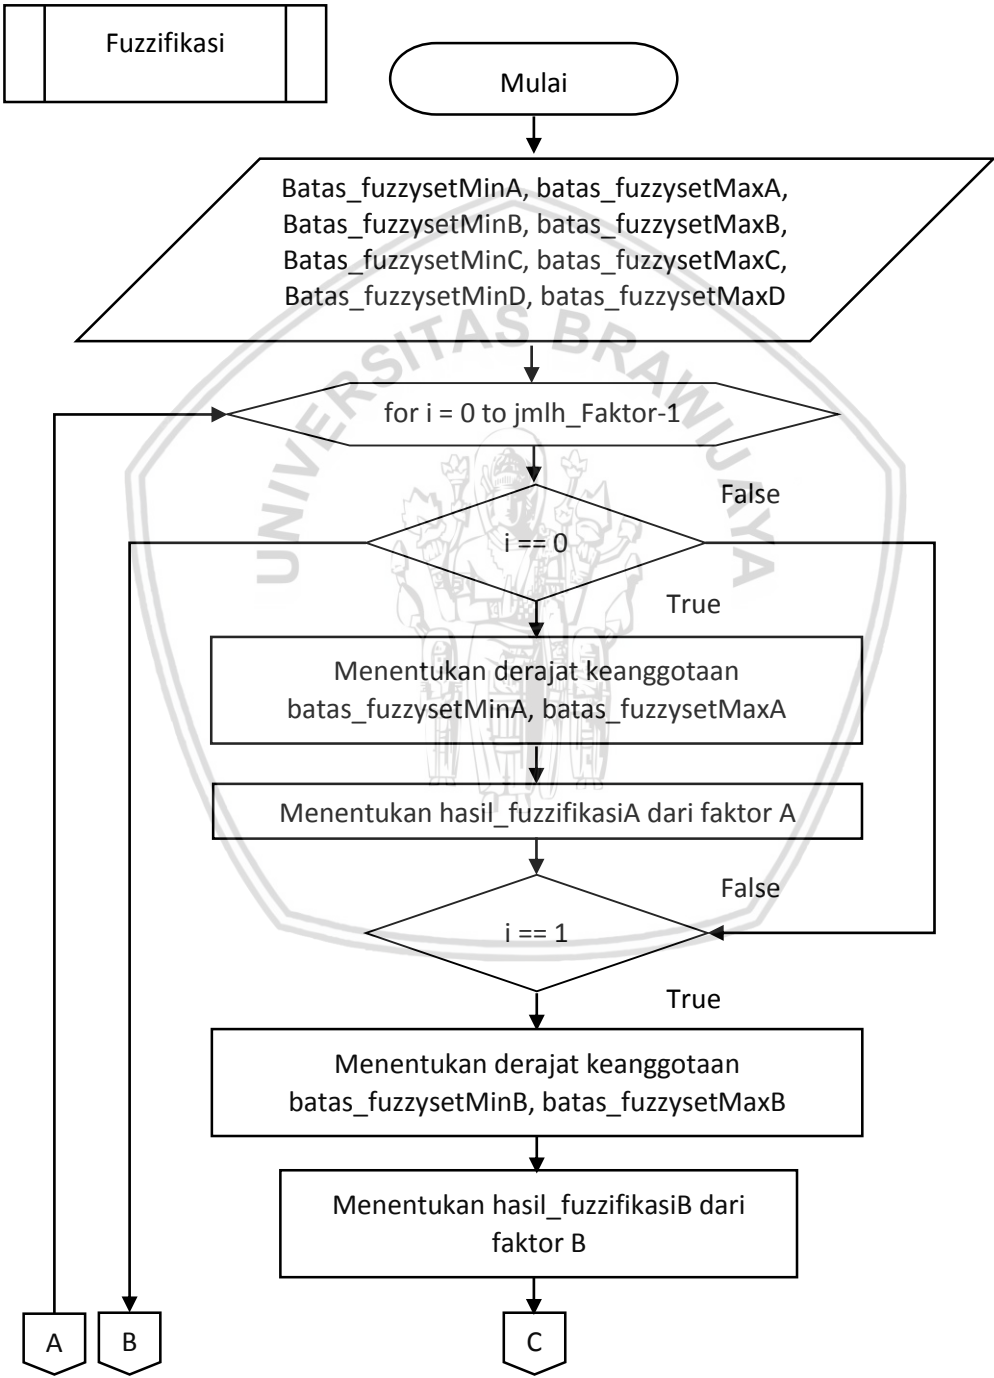 Fuzzifikasi
Mulai
Batas_fuzzysetMinA, batas_fuzzysetMaxA,
Batas_fuzzysetMinB, batas_fuzzysetMaxB,
Batas_fuzzysetMinC, batas_fuzzysetMaxC,
Batas_fuzzysetMinD, batas_fuzzysetMaxD
UNIVERSITAS BRAWIJAYA
for i = 0 to jmlh_Faktor-1
False
i == 0
True
Menentukan derajat keanggotaan
batas_fuzzysetMinA, batas_fuzzysetMaxA
Menentukan hasil_fuzzifikasiA dari faktor A
False
i == 1
True
Menentukan derajat keanggotaan
batas_fuzzysetMinB, batas_fuzzysetMaxB
Menentukan hasil_fuzzifikasiB dari
faktor B
A
B
C